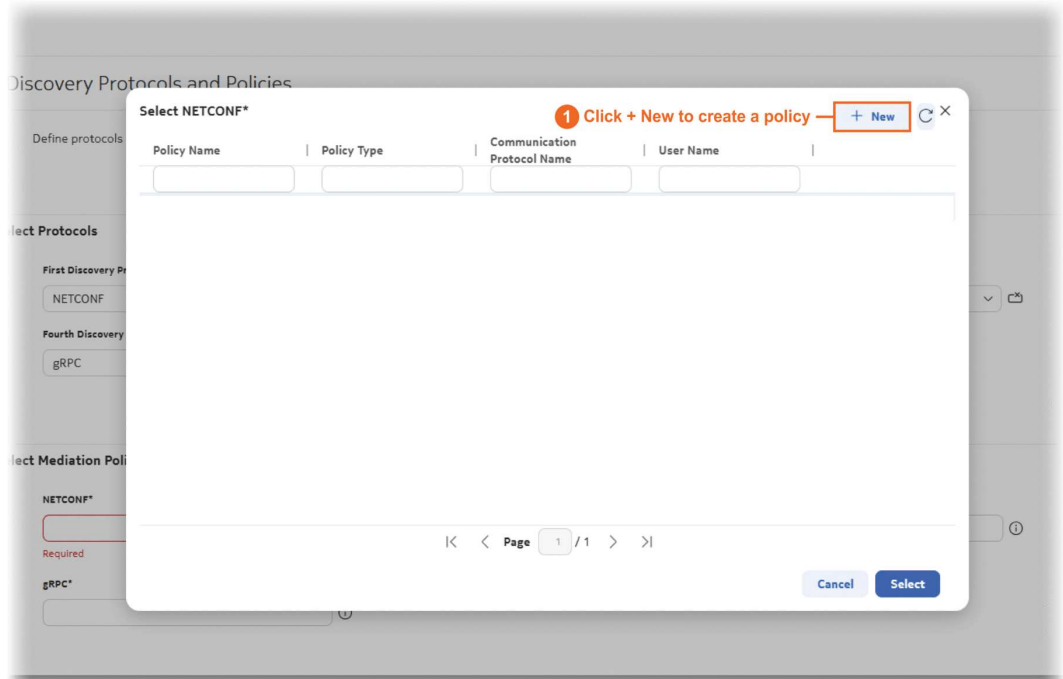 Discovery Protocols and Policies
Select NETCONF*
1 Click + New to create a policy
+ New
Define protocols
Policy Name
Policy Type
Communication
Protocol Name
User Name
lect Protocols
First Discovery Pr
NETCONF
Fourth Discovery
gRPC
lect Mediation Poli
NETCONF*
Required
gRPC*
Page 1 / 1
Cancel
Select